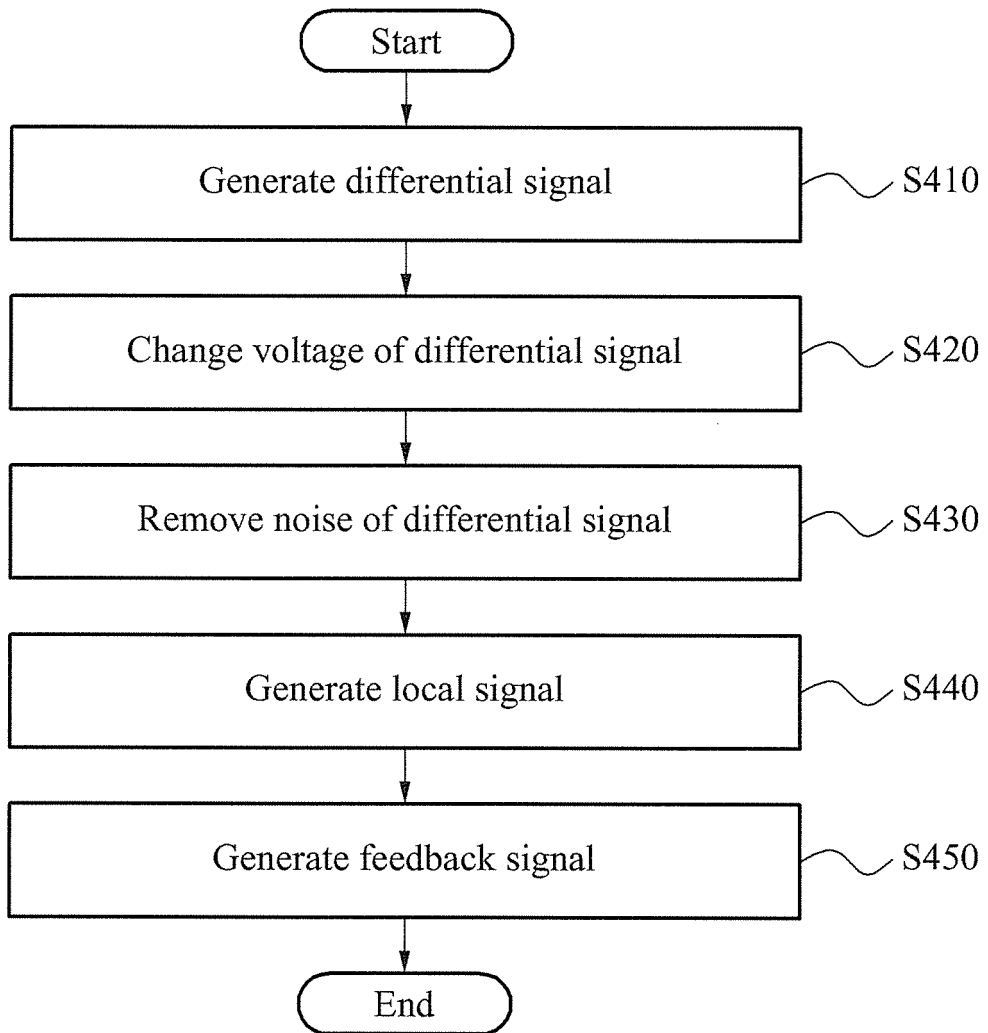 Start
Generate differential signal
S410
Change voltage of differential signal
S420
Remove noise of differential signal
S430
Generate local signal
S440
Generate feedback signal
S450
End